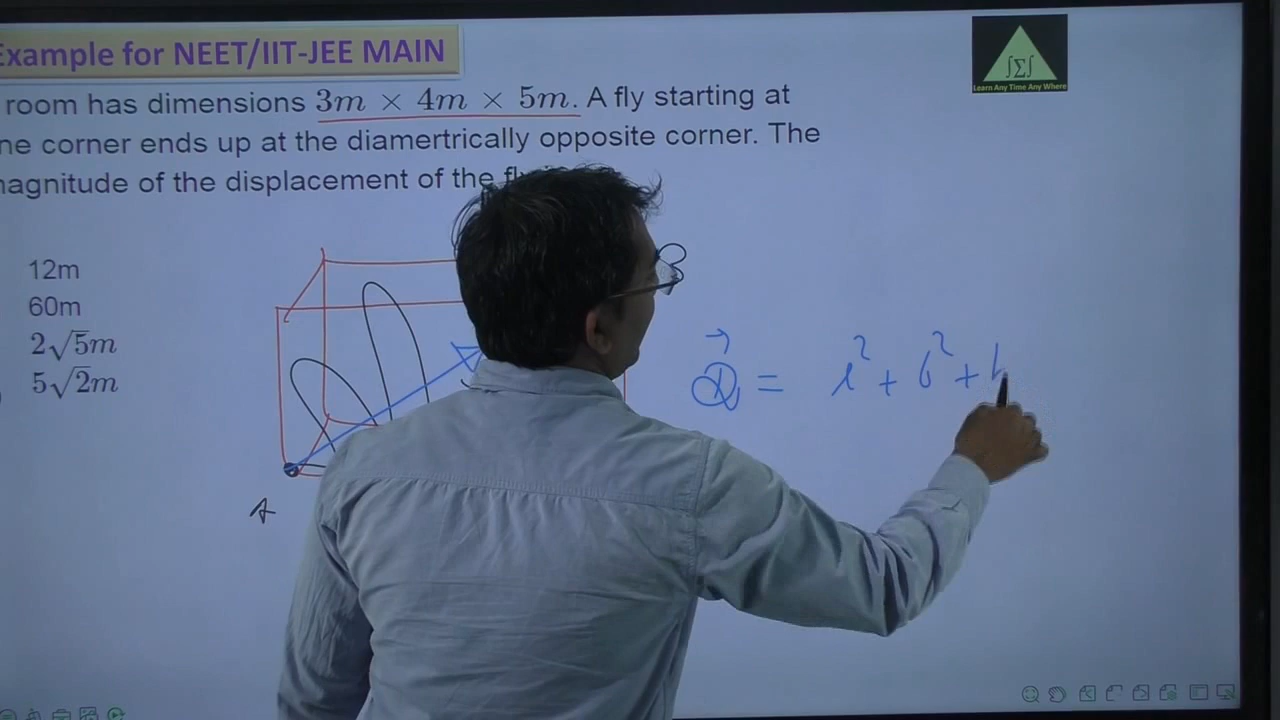 Example for NEET/IIT-JEE MAIN
∫∑∫
Learn Any Time Any Where
room has dimensions 3m × 4m × 5m. A fly starting at
ne corner ends up at the diamertrically opposite corner. The
nagnitude of the displacement of the
12m
60m
2√5m
5√2m
A
= l² + b² + h